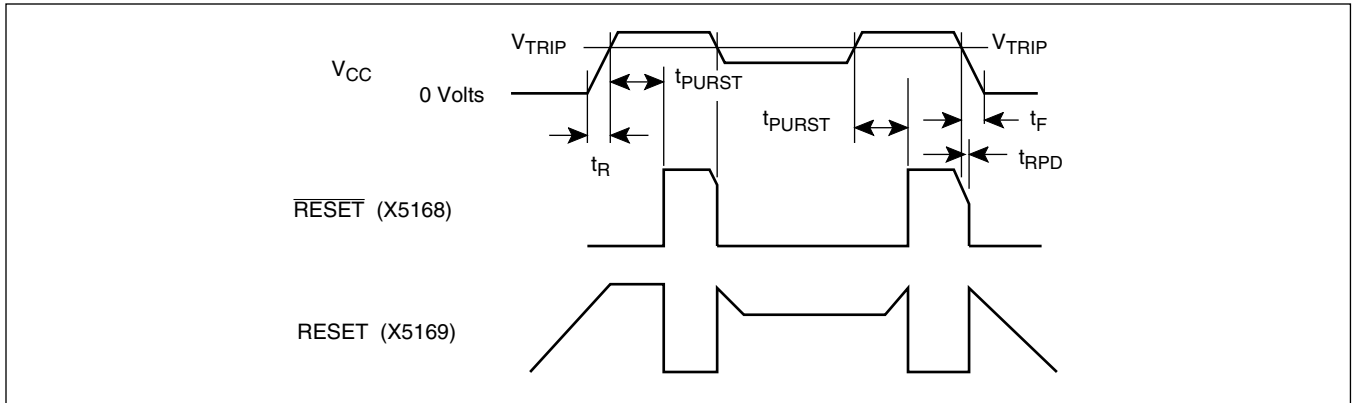 VTRIP
VTRIP
VCC
tPURST
0 Volts
tPURST
tF
tR
tRPD
RESET (X5168)
RESET (X5169)